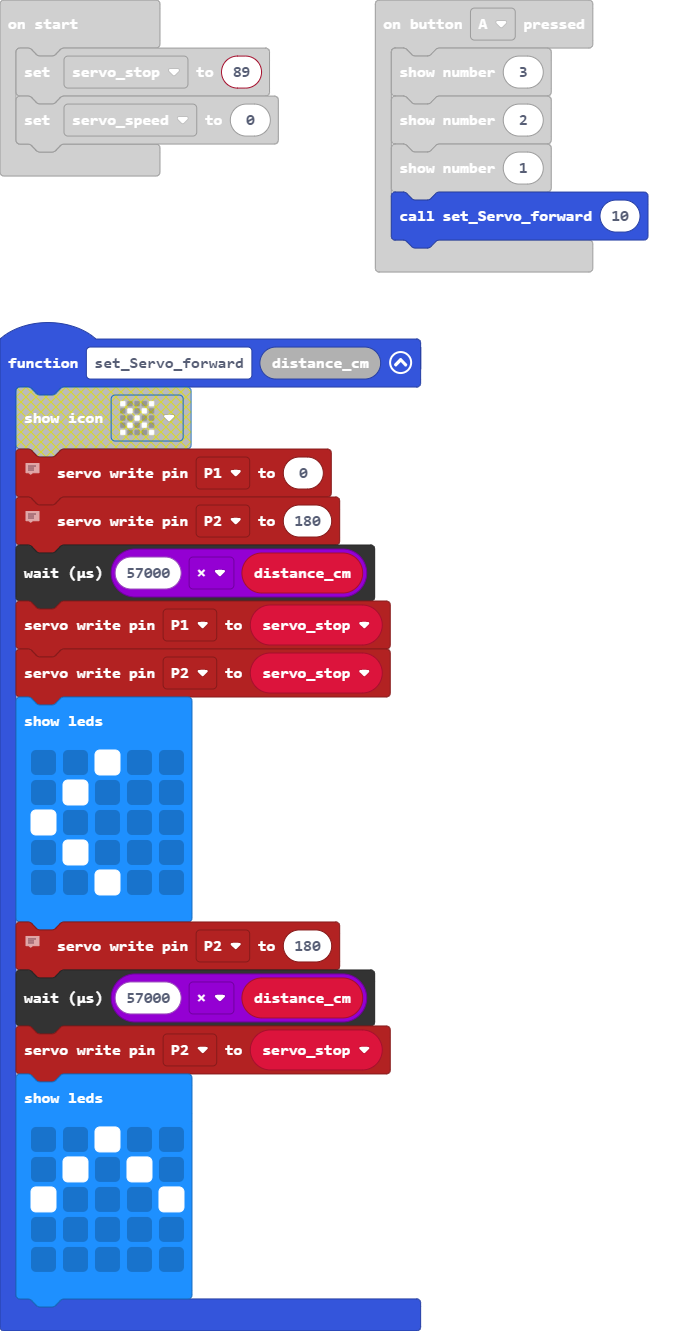 on start
set servo_stop to 89
set servo_speed to 0
on button A pressed
show number 3
show number 2
show number 1
call set_Servo_forward 10
function set_Servo_forward distance_cm
show icon
servo write pin P1 to 0
servo write pin P2 to 180
wait (µs) 57000 × distance_cm
servo write pin P1 to servo_stop
servo write pin P2 to servo_stop
show leds
servo write pin P2 to 180
wait (µs) 57000 × distance_cm
servo write pin P2 to servo_stop
show leds